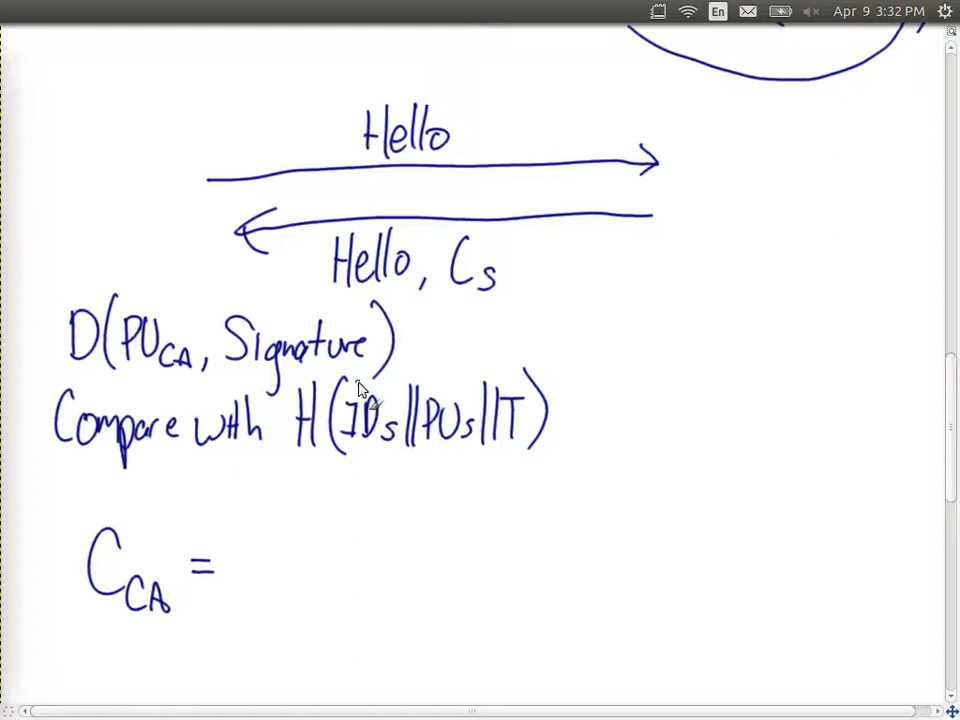 En Apr 9 3:32 PM
Hello
Hello, Cs
D(PUCA, Signature)
Compare with H(IDs||PUs||T)
CCA =